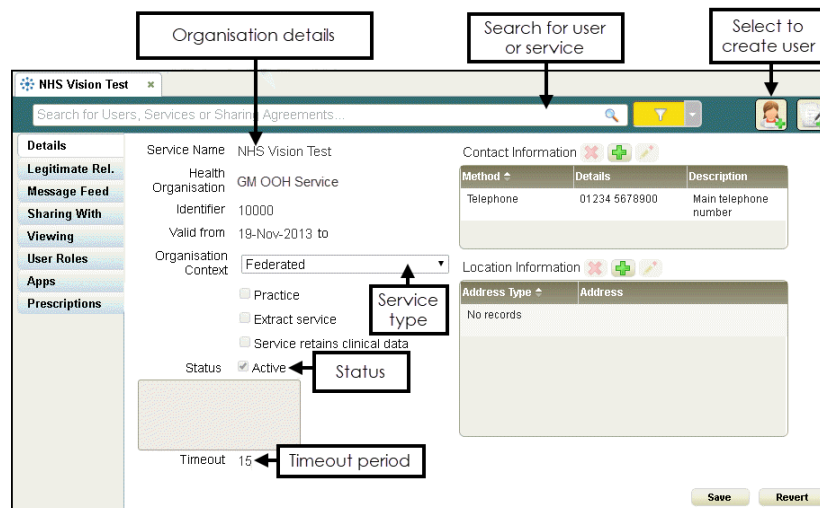 Organisation details
Search for user
or service
Select to
create user
NHS Vision Test
Search for Users, Services or Sharing Agreements...
Details
Legitimate Rel.
Message Feed
Sharing With
Viewing
User Roles
Apps
Prescriptions
Service Name NHS Vision Test
Health
Organisation GM OOH Service
Identifier 10000
Valid from 19-Nov-2013 to
Organisation
Context Federated
Practice
Extract service
Service retains clinical data
Service
type
Status Active
Status
Timeout 15
Timeout period
Contact Information
Method Details Description
Telephone 01234 5678900 Main telephone
number
Location Information
Address Type Address
No records
Save Revert